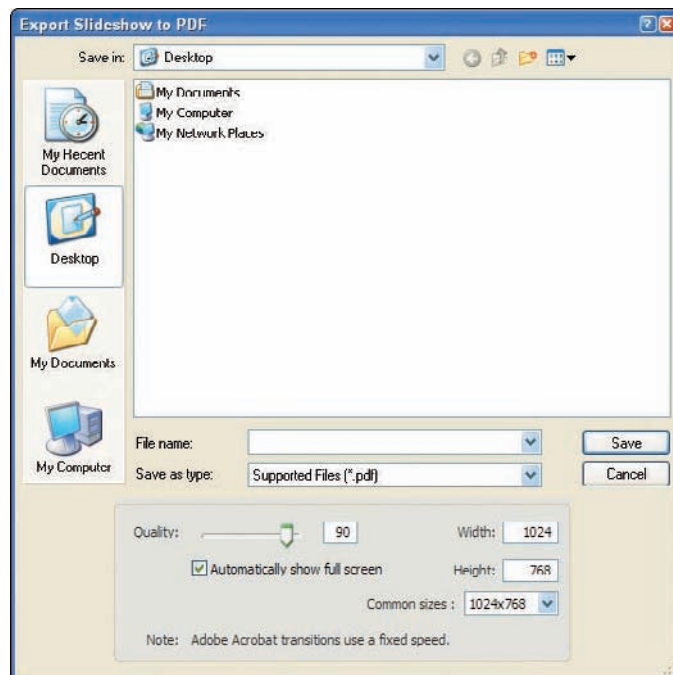 Export Slideshow to PDF
Save in: Desktop
My Documents
My Computer
My Network Places
My Recent
Documents
Desktop
My Documents
My Computer
File name: Save
Save as type: Supported Files (*.pdf) Cancel
Quality: 90 Width: 1024
Automatically show full screen Height: 768
Common sizes : 1024x768
Note: Adobe Acrobat transitions use a fixed speed.